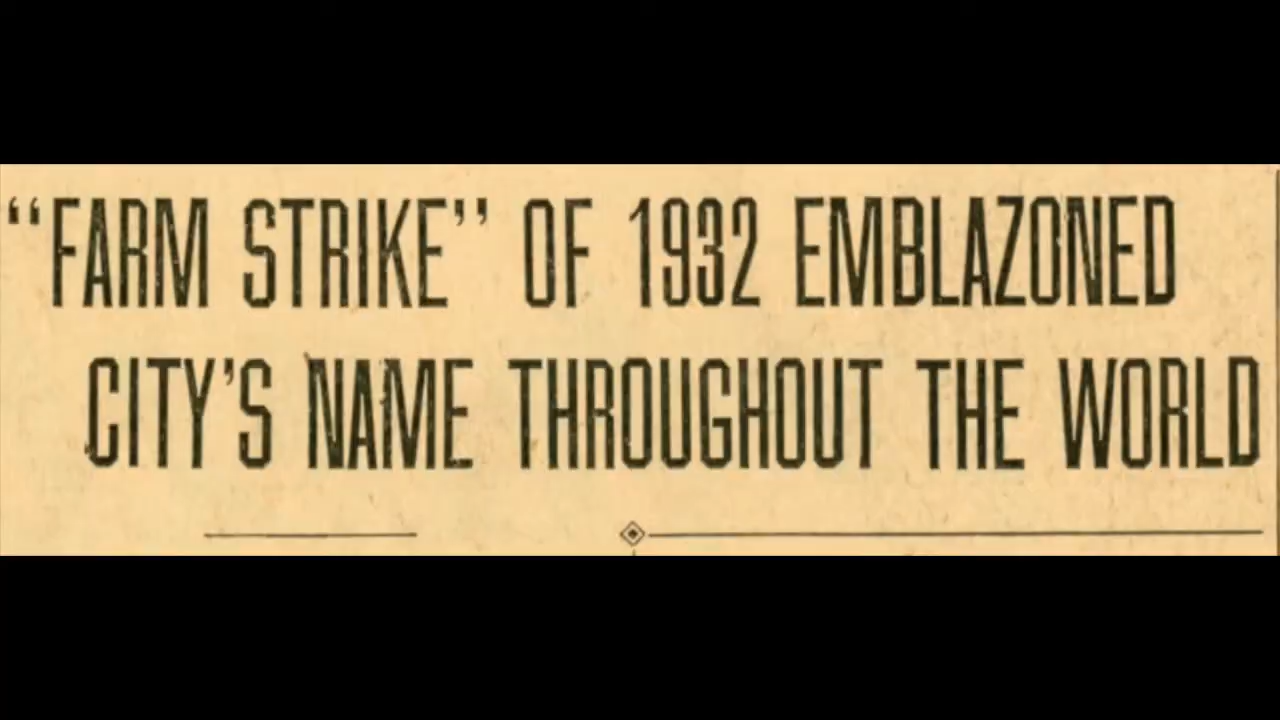 “FARM STRIKE” OF 1932 EMBLAZONED
CITY’S NAME THROUGHOUT THE WORLD